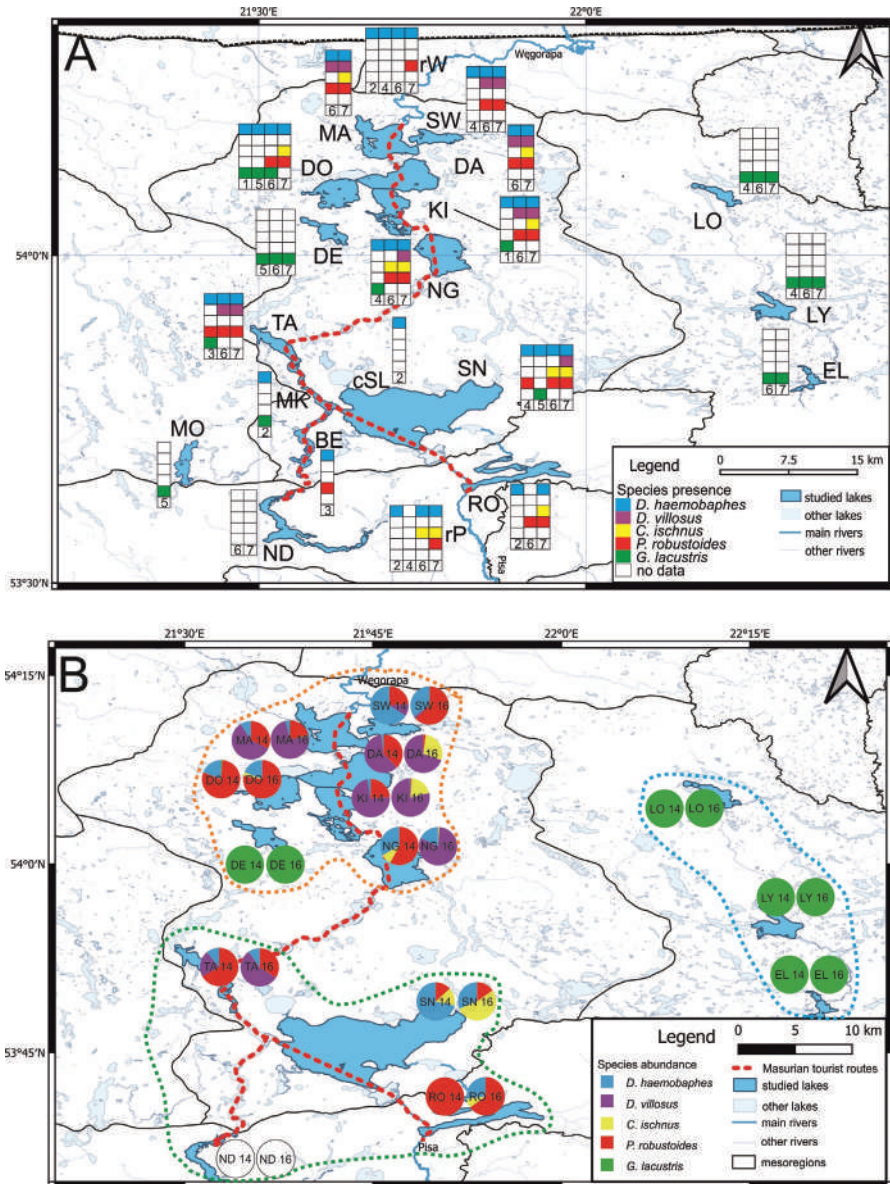 21°30'
22°0'
A
rW
Węgorapa
2 4 6 7
6 7
MA
SW
4 6 7
DO
DA
6 7
1 5 6 7
KI
LO
4 6 7
1 6 7
54°0'
DE
5 6 7
NG
4 6 7
LY
4 6 7
TA
3 6 7
cSL
2
SN
EL
6 7
4 5 6 7
MK
2
MO
5
BE
3
RO
2 6 7
ND
6 7
rP
2 4 6 7
Pisa
53°30'
Legend
0 7.5 15 km
Species presence
D. haemobaphes
D. villosus
C. ischnus
P. robustoides
G. lacustris
no data
studied lakes
other lakes
main rivers
other rivers
21°30'
21°45'
22°0'
22°15'
54°15'
B
Węgorapa
SW 14
SW 16
MA 14
MA 16
DA 14
DA 16
DO 14
DO 16
KI 14
KI 16
LO 14
LO 16
NG 14
NG 16
54°0'
DE 14
DE 16
LY 14
LY 16
TA 14
TA 16
EL 14
EL 16
SN 14
SN 16
53°45'
RO 14
RO 16
Pisa
ND 14
ND 16
Legend
0 5 10 km
Species abundance
D. haemobaphes
D. villosus
C. ischnus
P. robustoides
G. lacustris
Masurian tourist routes
studied lakes
other lakes
main rivers
other rivers
mesoregions